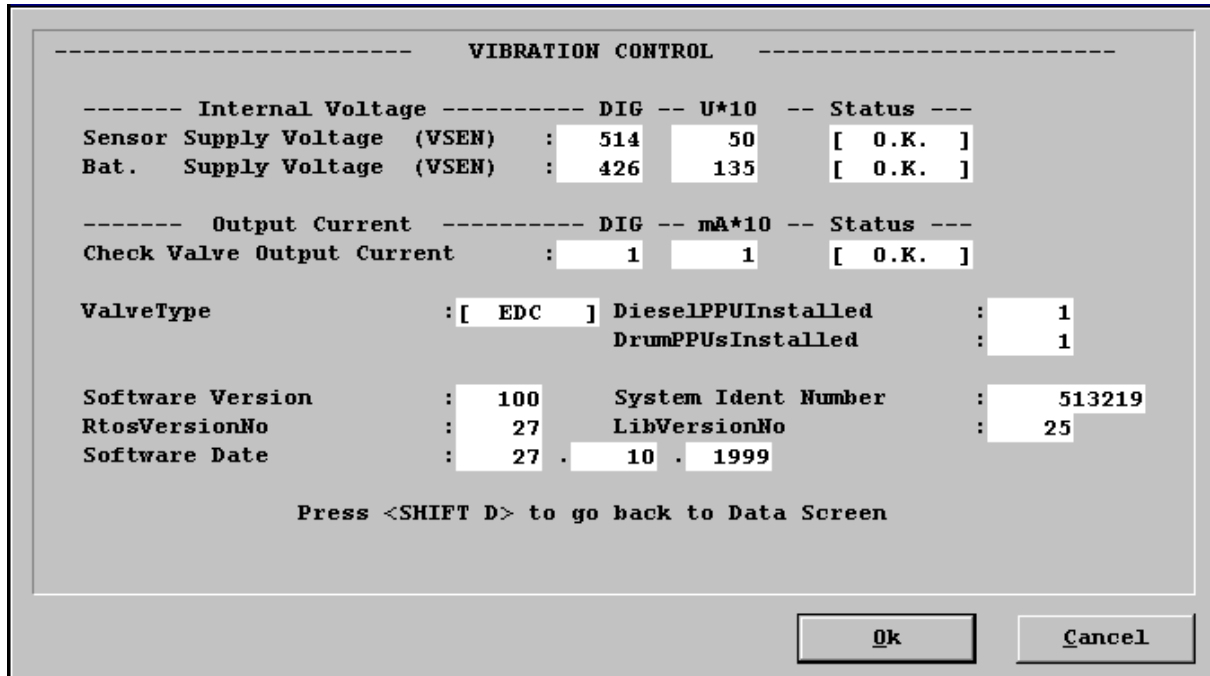 ------------------------- VIBRATION CONTROL -------------------------
------- Internal Voltage ---------- DIG -- U*10 -- Status ---
Sensor Supply Voltage (VSEN) : 514 50 [ O.K. ]
Bat. Supply Voltage (VSEN) : 426 135 [ O.K. ]
------- Output Current ---------- DIG -- mA*10 -- Status ---
Check Valve Output Current : 1 1 [ O.K. ]
ValveType :[ EDC ] DieselPPUInstalled : 1
DrumPPUsInstalled : 1
Software Version : 100 System Ident Number : 513219
RtosVersionNo : 27 LibVersionNo : 25
Software Date : 27 . 10 . 1999
Press <SHIFT D> to go back to Data Screen
Ok Cancel